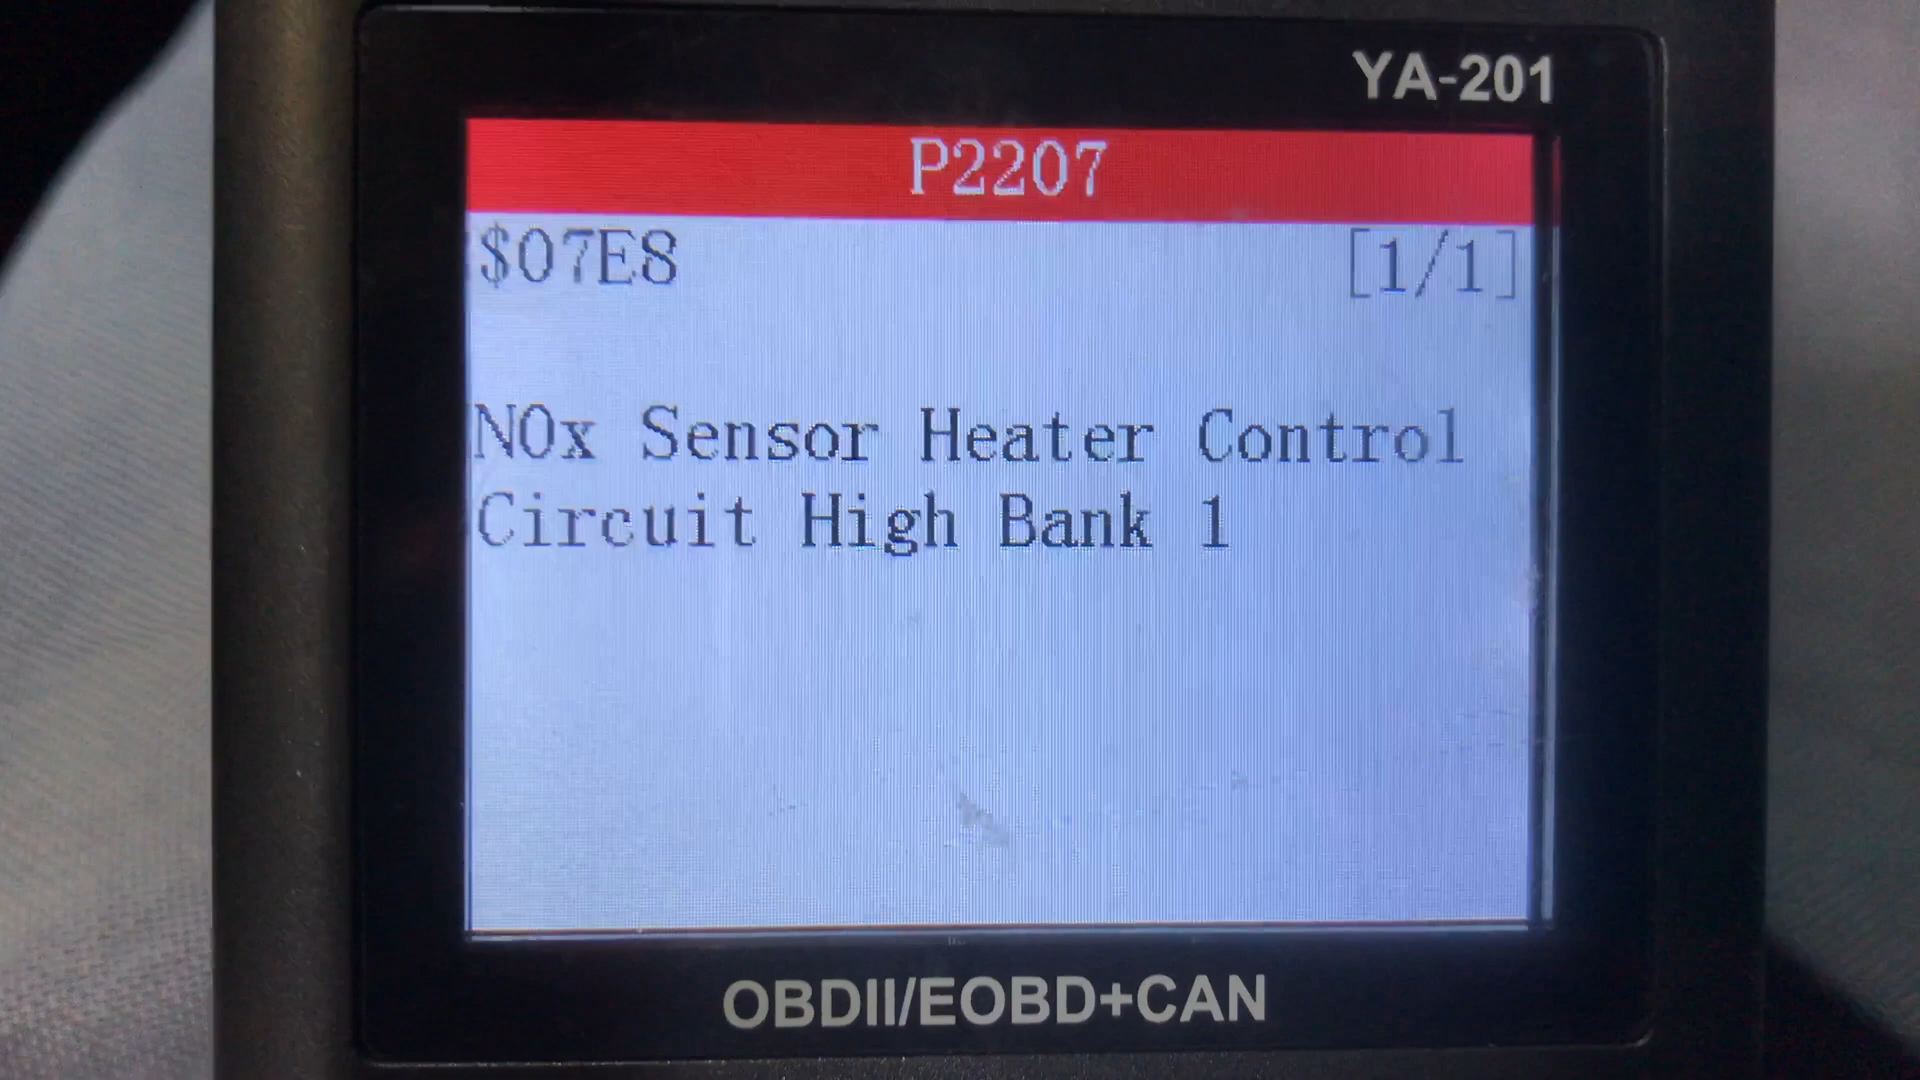 YA-201
P2207
$07E8 [1/1]
NOx Sensor Heater Control
Circuit High Bank 1
OBDII/EOBD+CAN